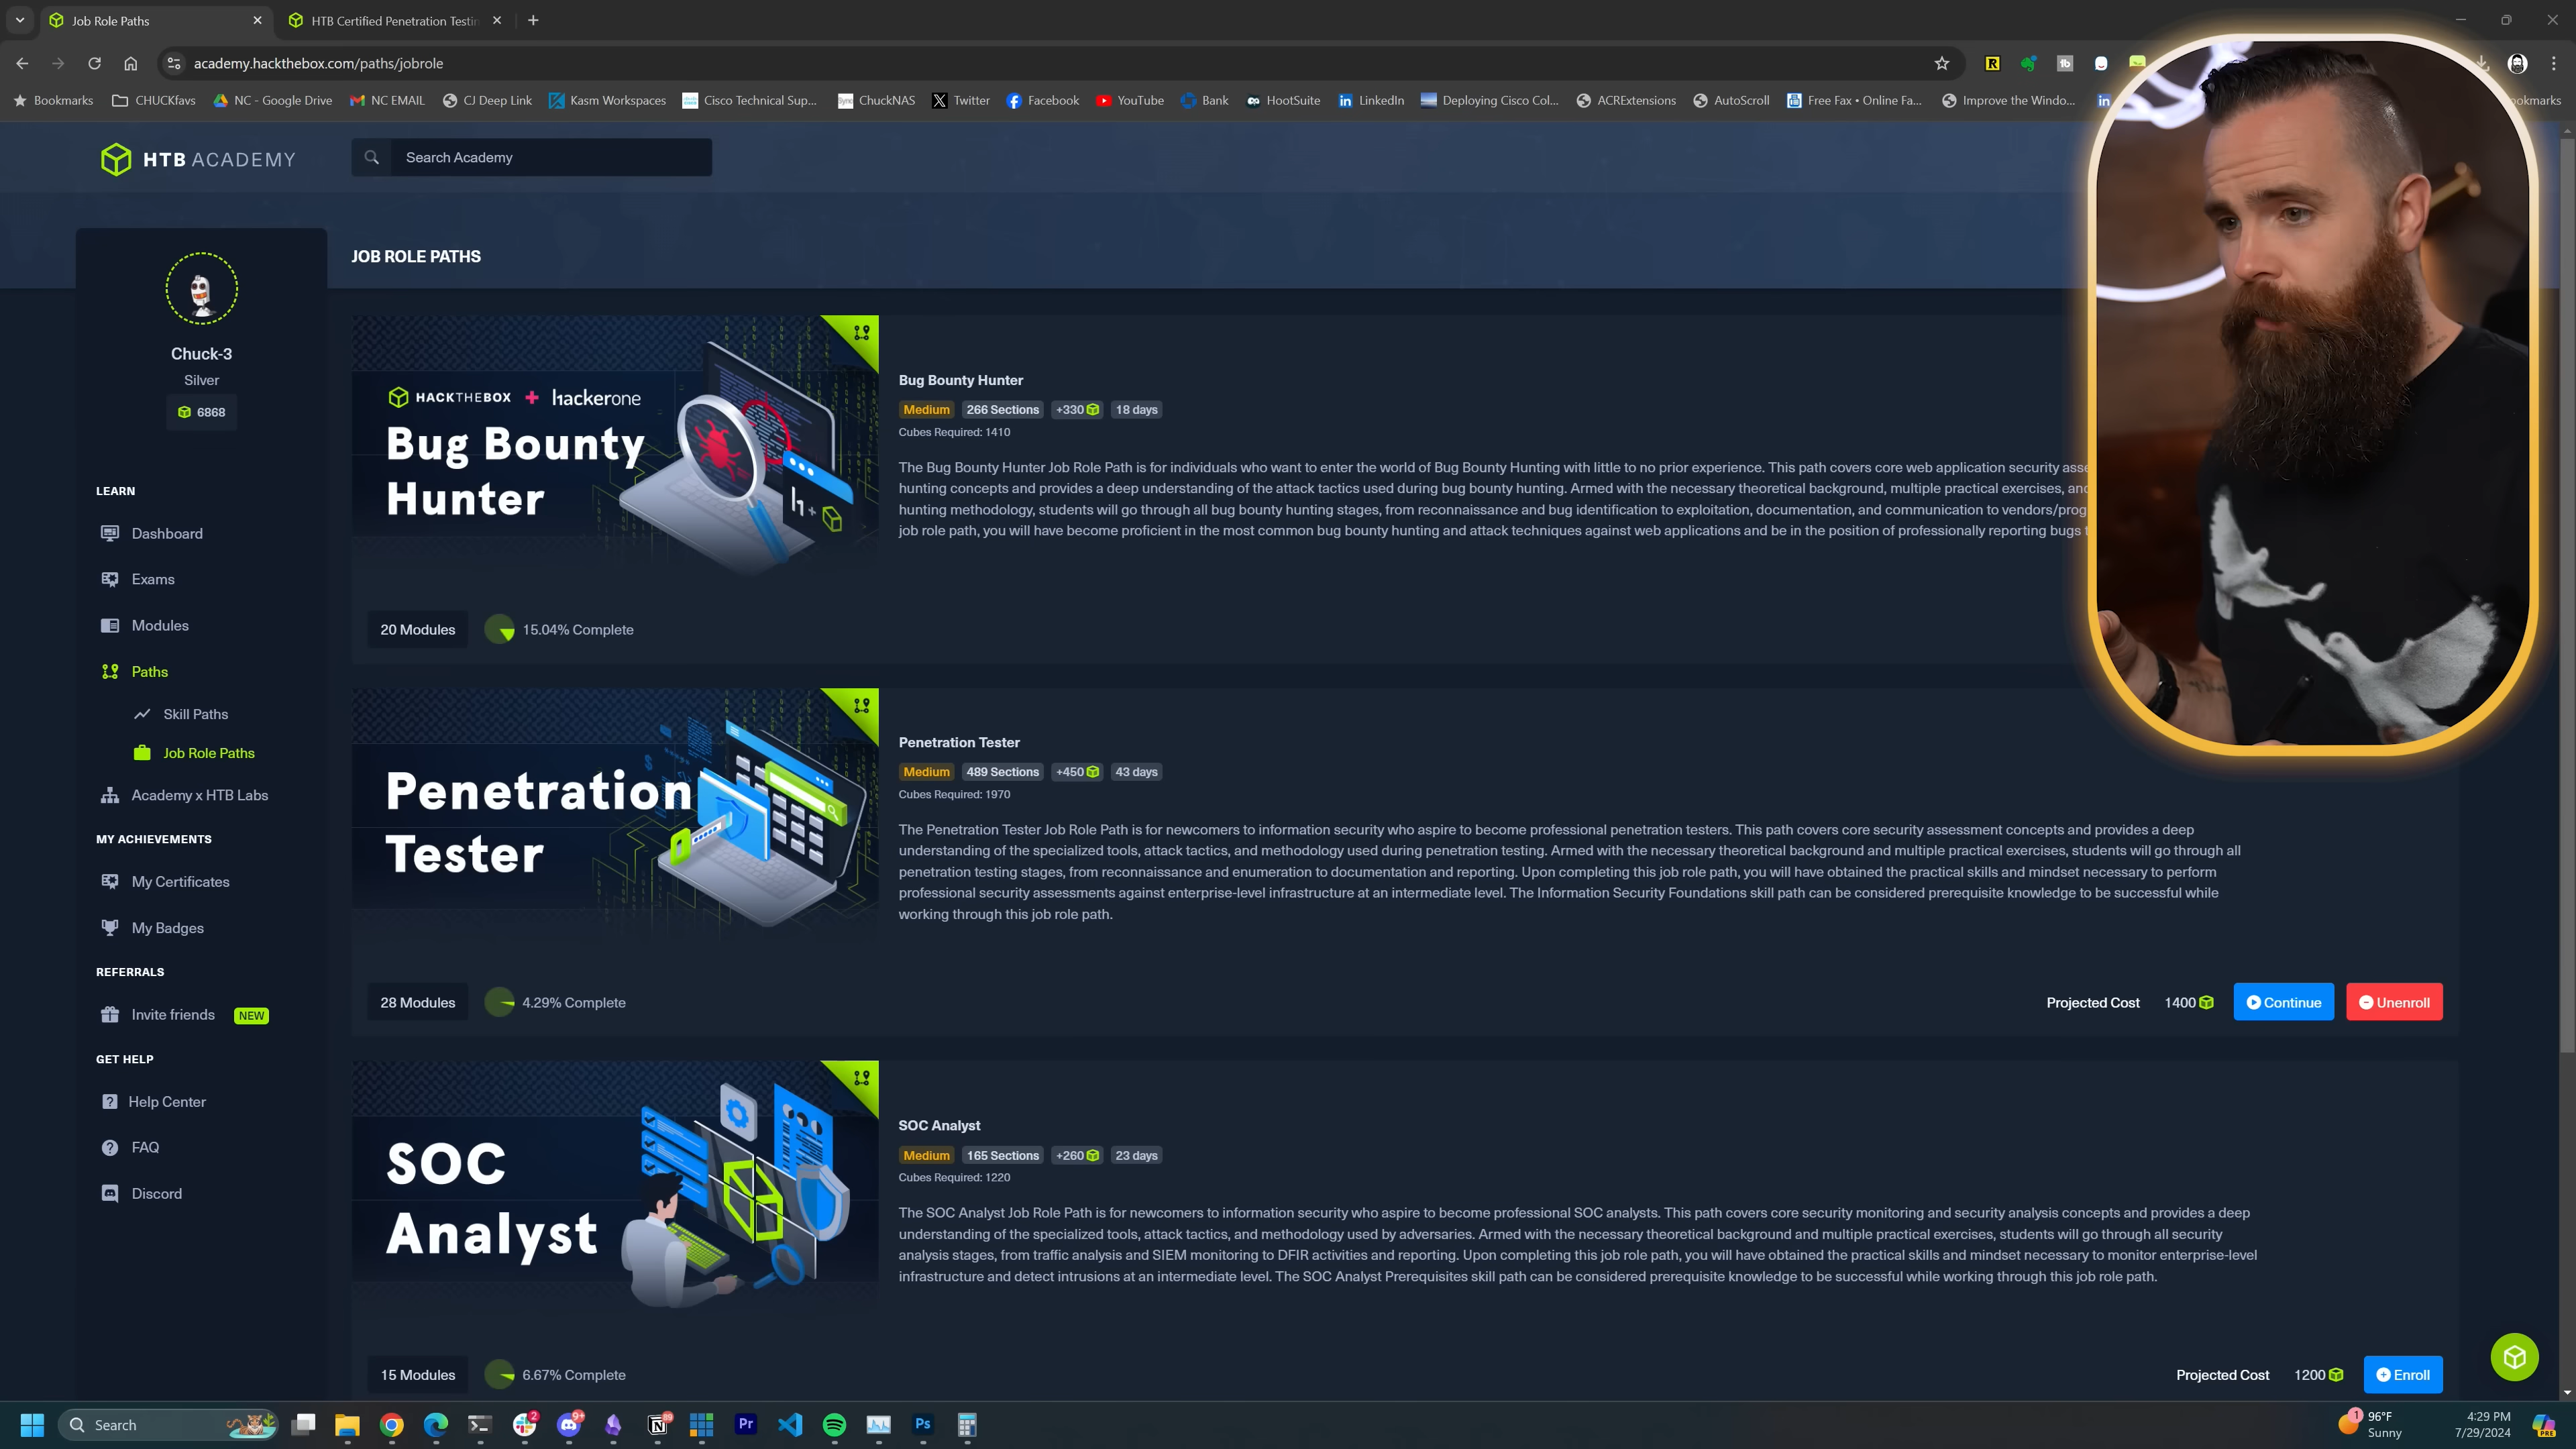 Job Role Paths
HTB Certified Penetration Testin
academy.hackthebox.com/paths/jobrole
Bookmarks
CHUCKfavs
NC - Google Drive
NC EMAIL
CJ Deep Link
Kasm Workspaces
Cisco Technical Sup...
ChuckNAS
Twitter
Facebook
YouTube
Bank
HootSuite
LinkedIn
Deploying Cisco Col...
ACRExtensions
AutoScroll
Free Fax • Online Fa...
Improve the Windo...
ookmarks
HTB ACADEMY
Search Academy
Chuck-3
Silver
6868
LEARN
Dashboard
Exams
Modules
Paths
Skill Paths
Job Role Paths
Academy x HTB Labs
MY ACHIEVEMENTS
My Certificates
My Badges
REFERRALS
Invite friends NEW
GET HELP
Help Center
FAQ
Discord
JOB ROLE PATHS
HACKTHEBOX + hackerone
Bug Bounty
Hunter
Bug Bounty Hunter
Medium 266 Sections +330 18 days
Cubes Required: 1410
The Bug Bounty Hunter Job Role Path is for individuals who want to enter the world of Bug Bounty Hunting with little to no prior experience. This path covers core web application security asse
hunting concepts and provides a deep understanding of the attack tactics used during bug bounty hunting. Armed with the necessary theoretical background, multiple practical exercises, and
hunting methodology, students will go through all bug bounty hunting stages, from reconnaissance and bug identification to exploitation, documentation, and communication to vendors/prog
job role path, you will have become proficient in the most common bug bounty hunting and attack techniques against web applications and be in the position of professionally reporting bugs t
20 Modules 15.04% Complete
Penetration
Tester
Penetration Tester
Medium 489 Sections +450 43 days
Cubes Required: 1970
The Penetration Tester Job Role Path is for newcomers to information security who aspire to become professional penetration testers. This path covers core security assessment concepts and provides a deep
understanding of the specialized tools, attack tactics, and methodology used during penetration testing. Armed with the necessary theoretical background and multiple practical exercises, students will go through all
penetration testing stages, from reconnaissance and enumeration to documentation and reporting. Upon completing this job role path, you will have obtained the practical skills and mindset necessary to perform
professional security assessments against enterprise-level infrastructure at an intermediate level. The Information Security Foundations skill path can be considered prerequisite knowledge to be successful while
working through this job role path.
28 Modules 4.29% Complete
Projected Cost 1400 Continue Unenroll
SOC
Analyst
SOC Analyst
Medium 165 Sections +260 23 days
Cubes Required: 1220
The SOC Analyst Job Role Path is for newcomers to information security who aspire to become professional SOC analysts. This path covers core security monitoring and security analysis concepts and provides a deep
understanding of the specialized tools, attack tactics, and methodology used by adversaries. Armed with the necessary theoretical background and multiple practical exercises, students will go through all security
analysis stages, from traffic analysis and SIEM monitoring to DFIR activities and reporting. Upon completing this job role path, you will have obtained the practical skills and mindset necessary to monitor enterprise-level
infrastructure and detect intrusions at an intermediate level. The SOC Analyst Prerequisites skill path can be considered prerequisite knowledge to be successful while working through this job role path.
15 Modules 6.67% Complete
Projected Cost 1200 Enroll
Search
96°F
Sunny
4:29 PM
7/29/2024